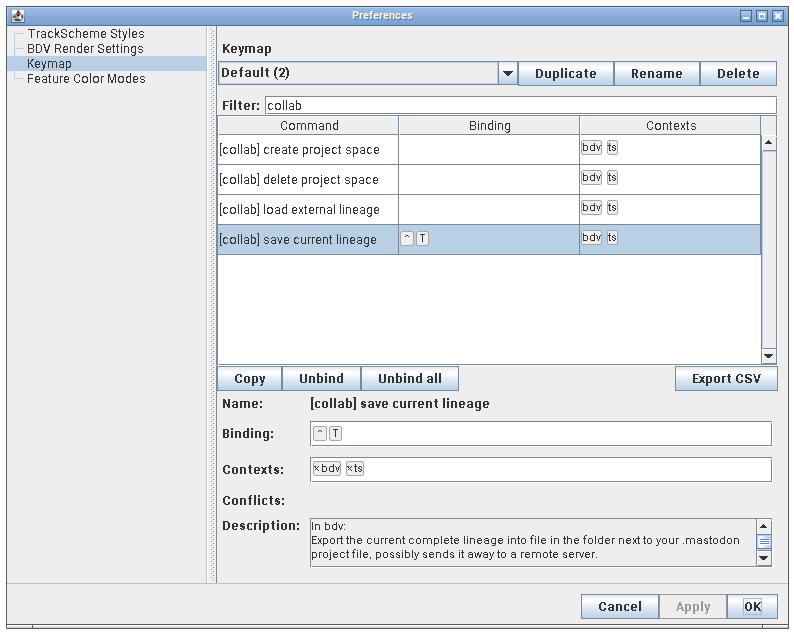 Preferences
TrackScheme Styles
BDV Render Settings
Keymap
Feature Color Modes
Keymap
Default (2)
Duplicate
Rename
Delete
Filter: collab
Command Binding Contexts
[collab] create project space bdv ts
[collab] delete project space bdv ts
[collab] load external lineage bdv ts
[collab] save current lineage ^ T bdv ts
Copy
Unbind
Unbind all
Export CSV
Name: [collab] save current lineage
Binding: ^ T
Contexts: ×bdv ×ts
Conflicts:
Description: In bdv:
Export the current complete lineage into file in the folder next to your .mastodon
project file, possibly sends it away to a remote server.
Cancel
Apply
OK